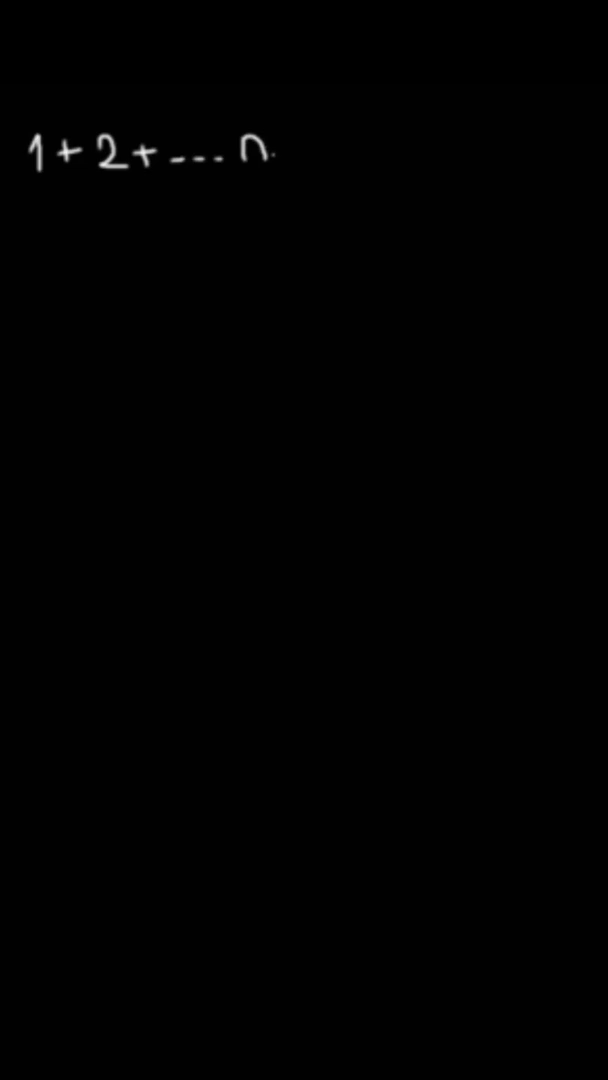 1 + 2 + ---- n.